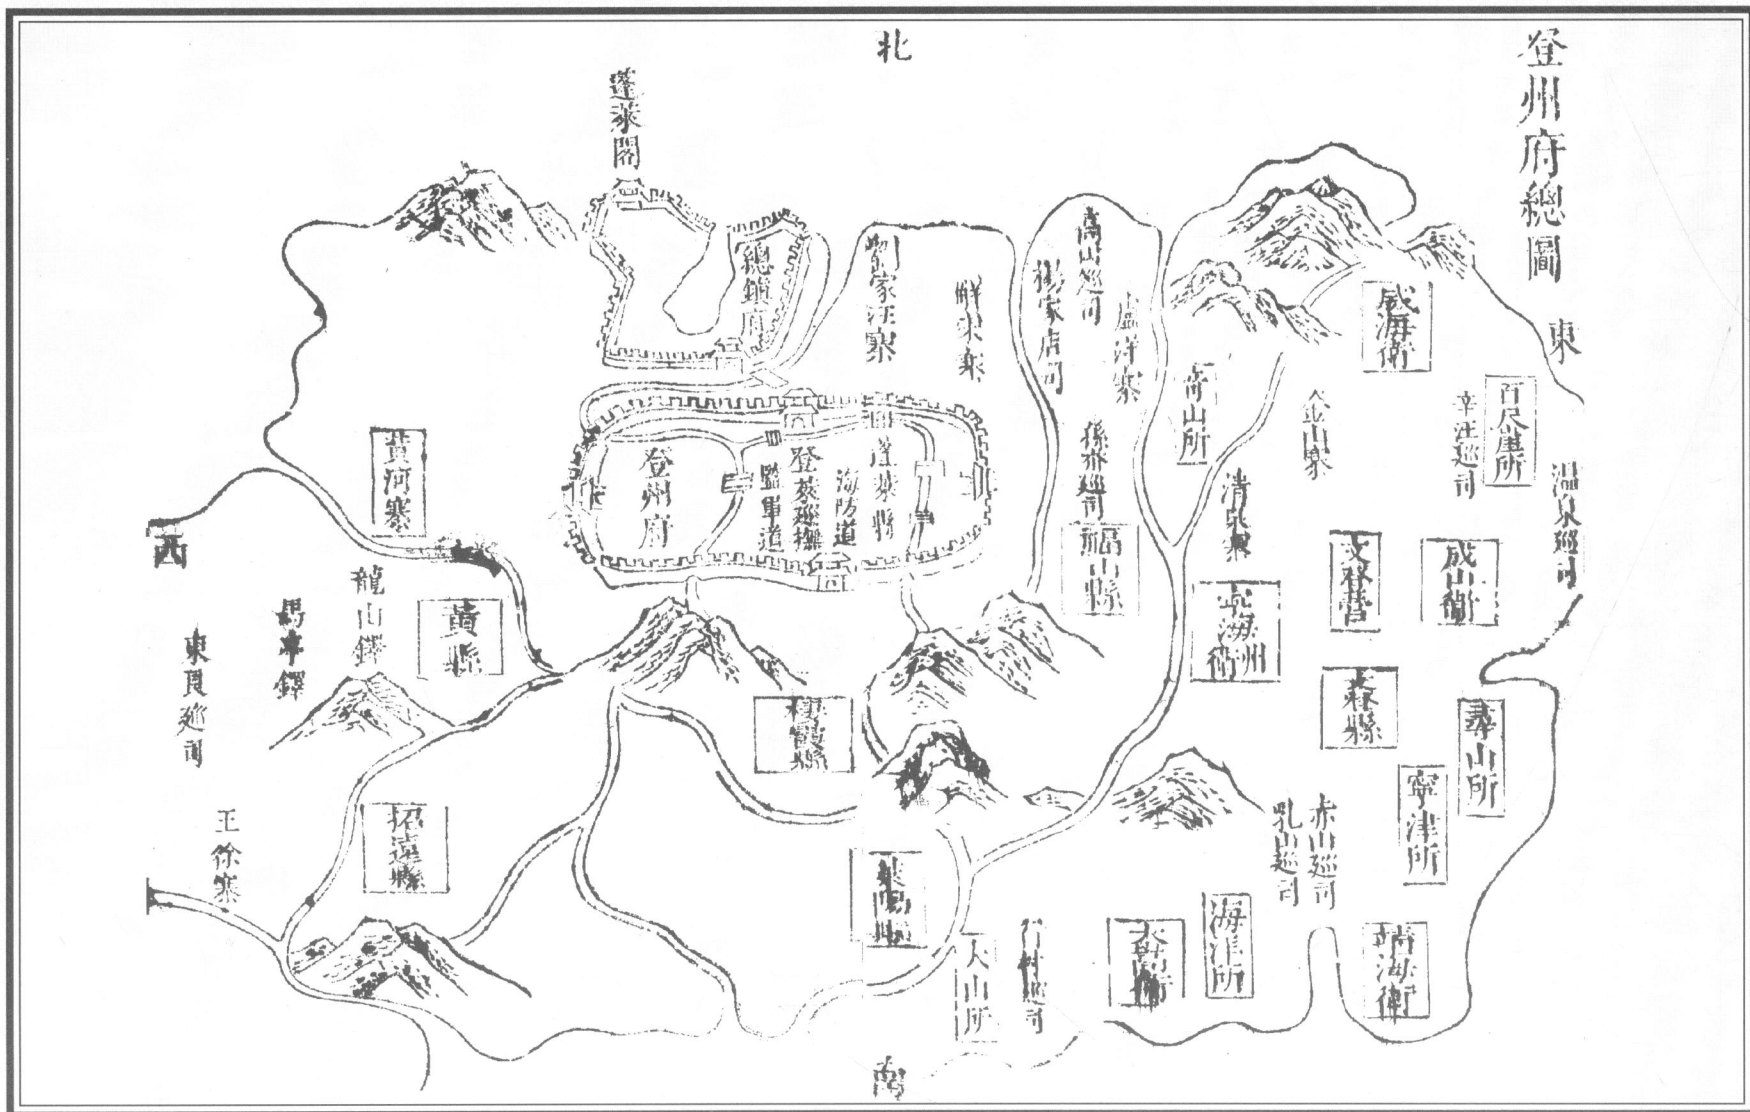 登州府總圖
北
東
南
西
威海衛
百尺崖所
辛汪巡司
溫泉巡司
成山衛
尋山所
寧津所
文登營
文登縣
金山寨
奇山所
清泉寨
寧海州
衛
赤山巡司
乳山巡司
靖海衛
海洋所
大嵩衛
行村巡司
大山所
高山巡司
楊家店司
盧洋寨
孫夼巡司
福山縣
解宋寨
劉家汪寨
蓬萊閣
總鎮府
蓬萊縣
海防道
登萊巡撫
監軍道
登州府
棲霞縣
萊陽縣
黃河寨
黃縣
龍山鐸
馬亭鐸
東良巡司
招遠縣
王徐寨